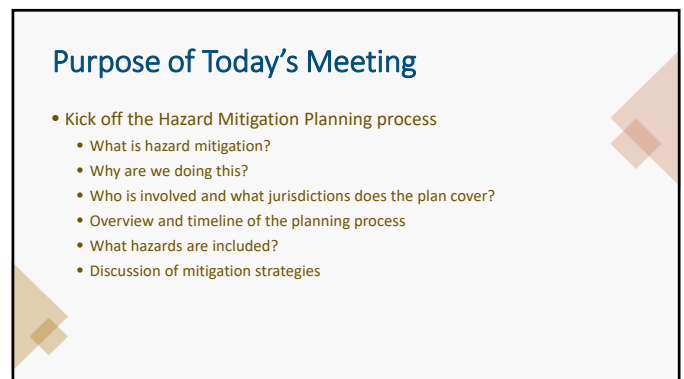 Purpose of Today's Meeting
• Kick off the Hazard Mitigation Planning process
• What is hazard mitigation?
• Why are we doing this?
• Who is involved and what jurisdictions does the plan cover?
• Overview and timeline of the planning process
• What hazards are included?
• Discussion of mitigation strategies